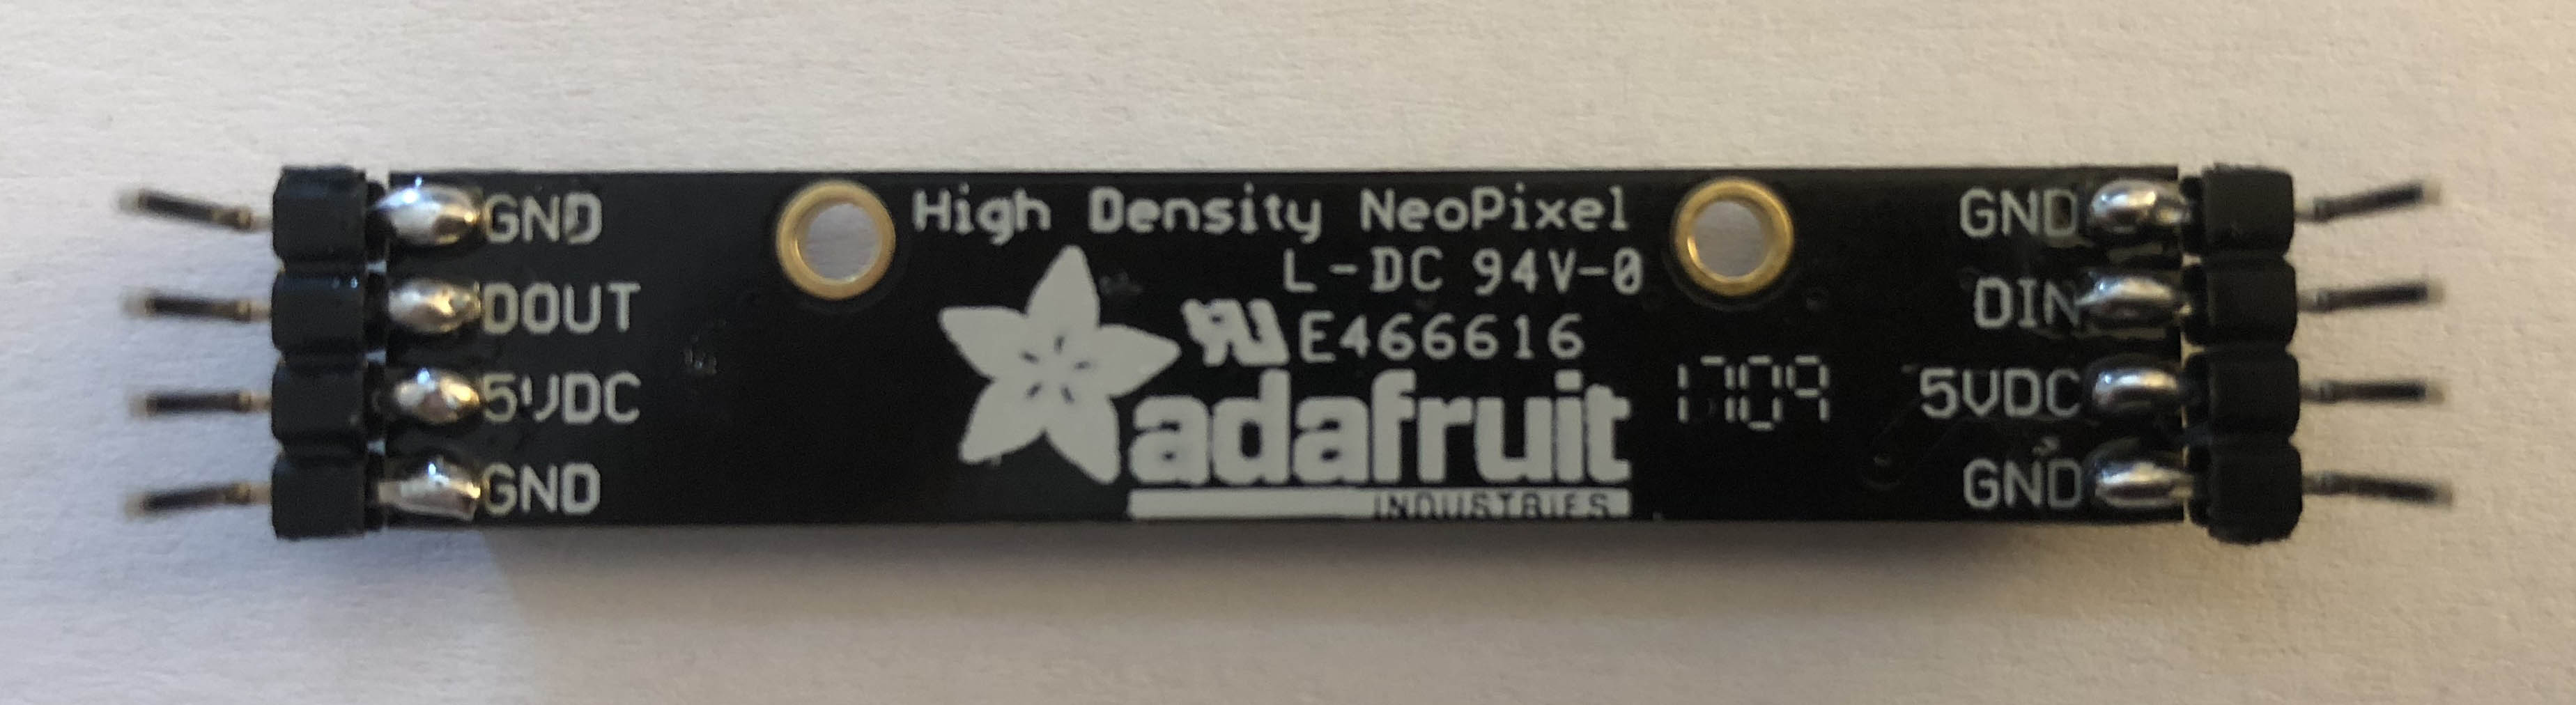 GND
DOUT
5VDC
GND
High Density NeoPixel
L-DC 94V-0
E466616
adafruit
INDUSTRIES
1709
GND
DIN
5VDC
GND